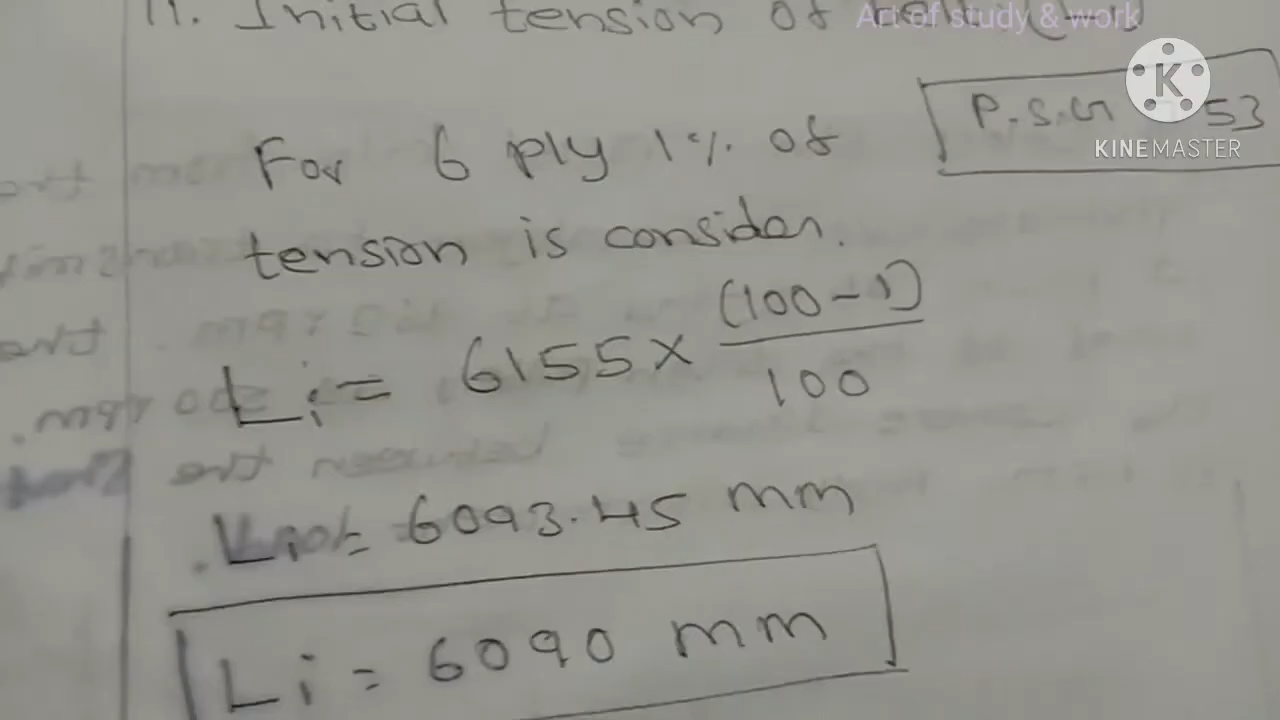 11. Initial tension of
Art of study & work
P.S.G 53
K
KINEMASTER
For 6 ply 1% of
tension is consider.
Li = 6155 × (100-1)
100
6093.45 mm
Li = 6090 mm